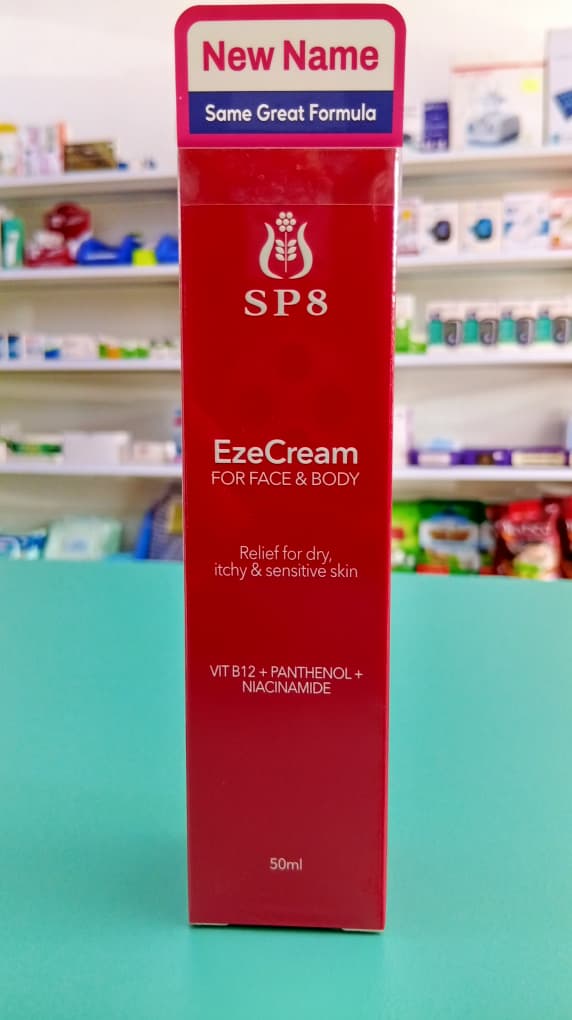 New Name
Same Great Formula
SP8
EzeCream
FOR FACE & BODY
Relief for dry,
itchy & sensitive skin
VIT B12 + PANTHENOL +
NIACINAMIDE
50ml